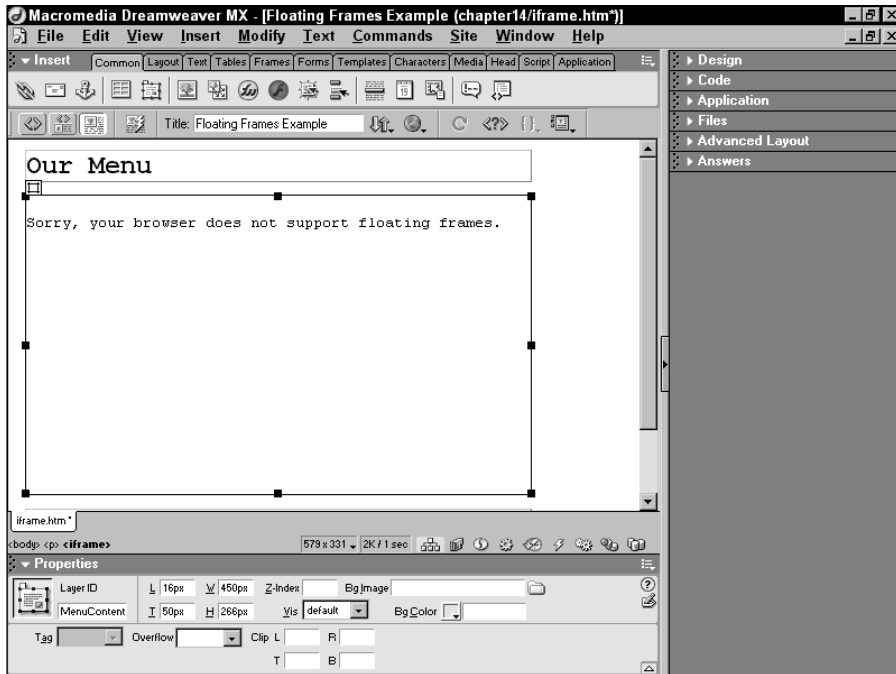 Macromedia Dreamweaver MX - [Floating Frames Example (chapter14/iframe.htm*)]
File Edit View Insert Modify Text Commands Site Window Help
Insert Common Layout Text Tables Frames Forms Templates Characters Media Head Script Application
Title: Floating Frames Example
Our Menu
Sorry, your browser does not support floating frames.
Design
Code
Application
Files
Advanced Layout
Answers
iframe.htm*
<body> <p> <iframe> 579 x 331 2K / 1 sec
Properties
Layer ID L 16px W 450px Z-Index Bg Image
MenuContent T 50px H 266px Vis default Bg Color
Tag Overflow Clip L R
T B